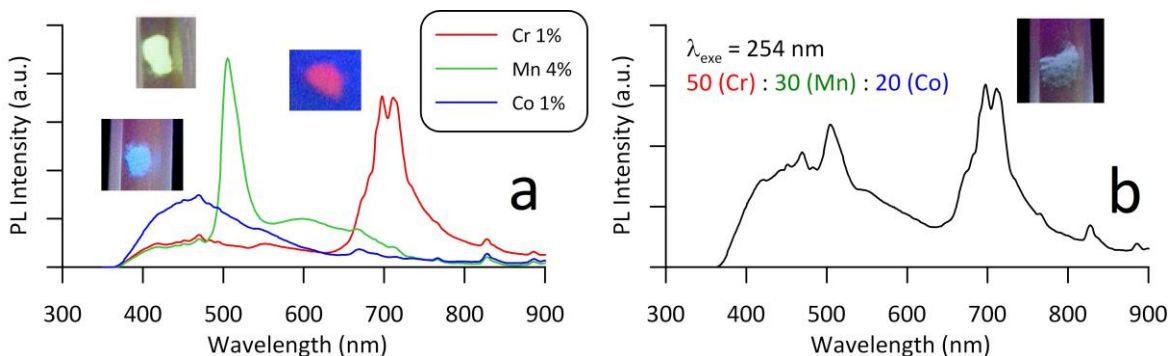 PL Intensity (a.u.)
Cr 1%
Mn 4%
Co 1%
a
300 400 500 600 700 800 900
Wavelength (nm)
PL Intensity (a.u.)
λexe = 254 nm
50 (Cr) : 30 (Mn) : 20 (Co)
b
300 400 500 600 700 800 900
Wavelength (nm)